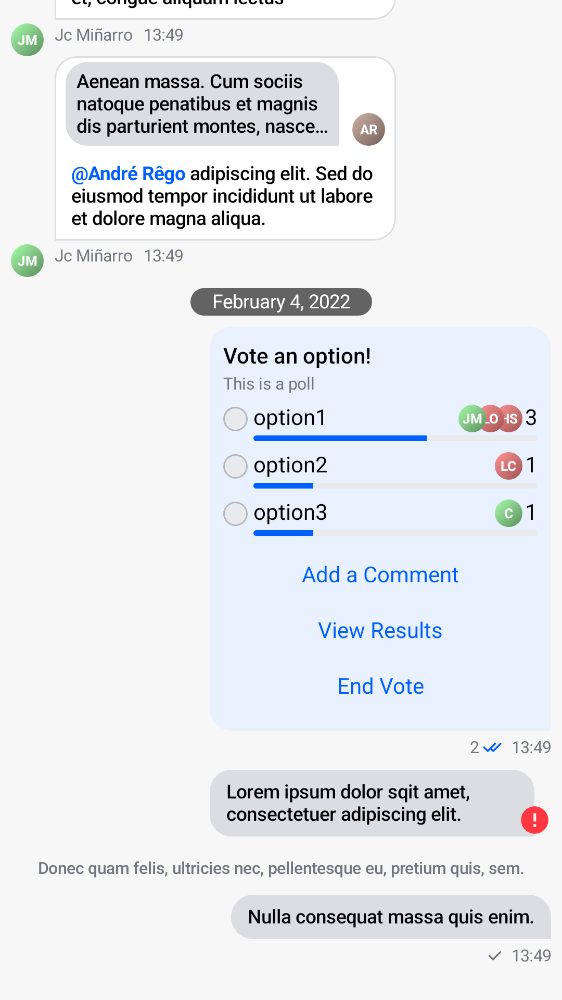 et, congue aliquam lectus
JM
Jc Miñarro 13:49
Aenean massa. Cum sociis
natoque penatibus et magnis
dis parturient montes, nasce…
AR
@André Rêgo adipiscing elit. Sed do
eiusmod tempor incididunt ut labore
et dolore magna aliqua.
JM
Jc Miñarro 13:49
February 4, 2022
Vote an option!
This is a poll
option1 JM LO HS 3
option2 LC 1
option3 C 1
Add a Comment
View Results
End Vote
2 13:49
Lorem ipsum dolor sqit amet,
consectetuer adipiscing elit.
Donec quam felis, ultricies nec, pellentesque eu, pretium quis, sem.
Nulla consequat massa quis enim.
13:49